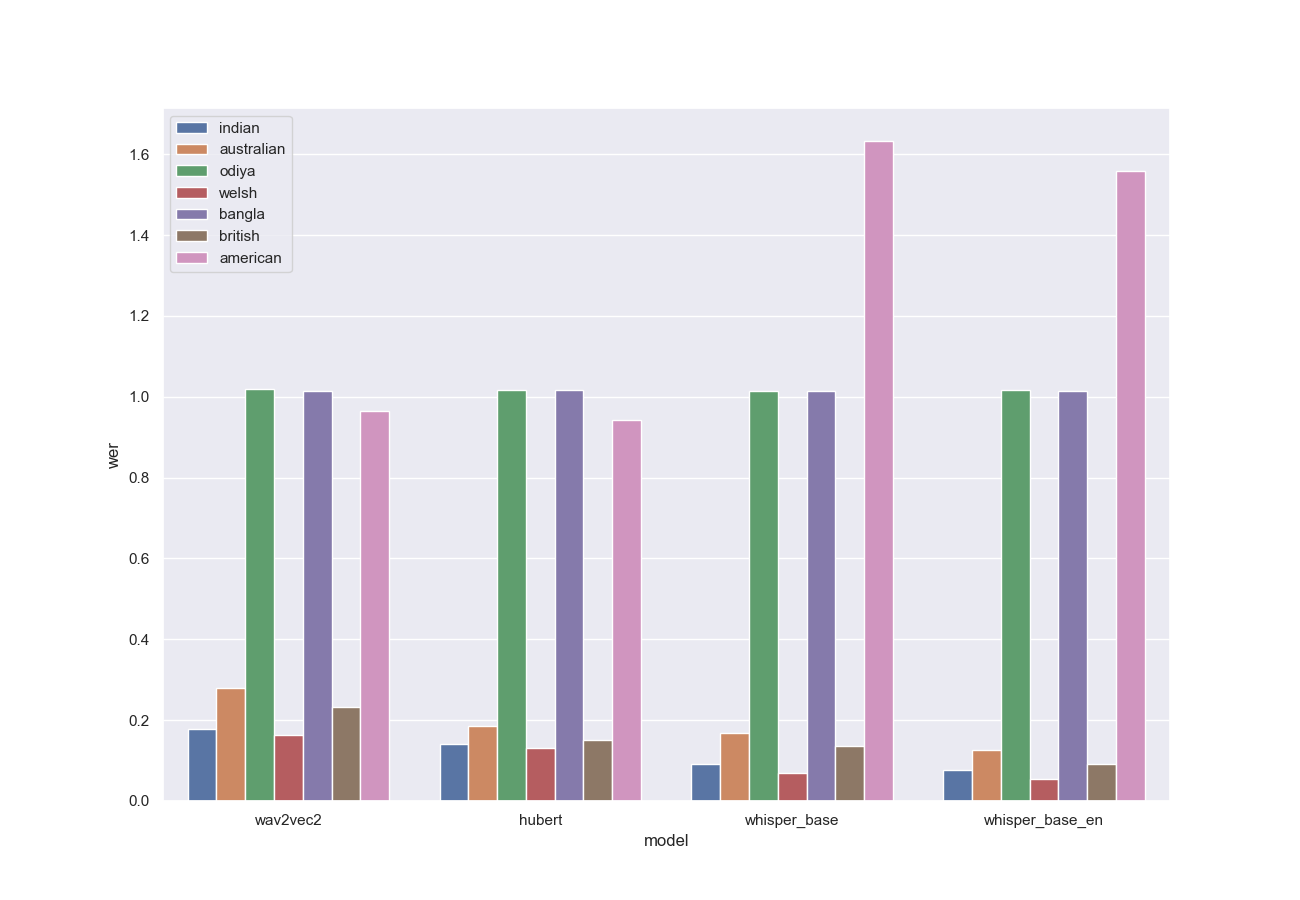 indian
australian
odiya
welsh
bangla
british
american
1.6
1.4
1.2
1.0
0.8
0.6
0.4
0.2
0.0
wer
wav2vec2 hubert whisper_base whisper_base_en
model